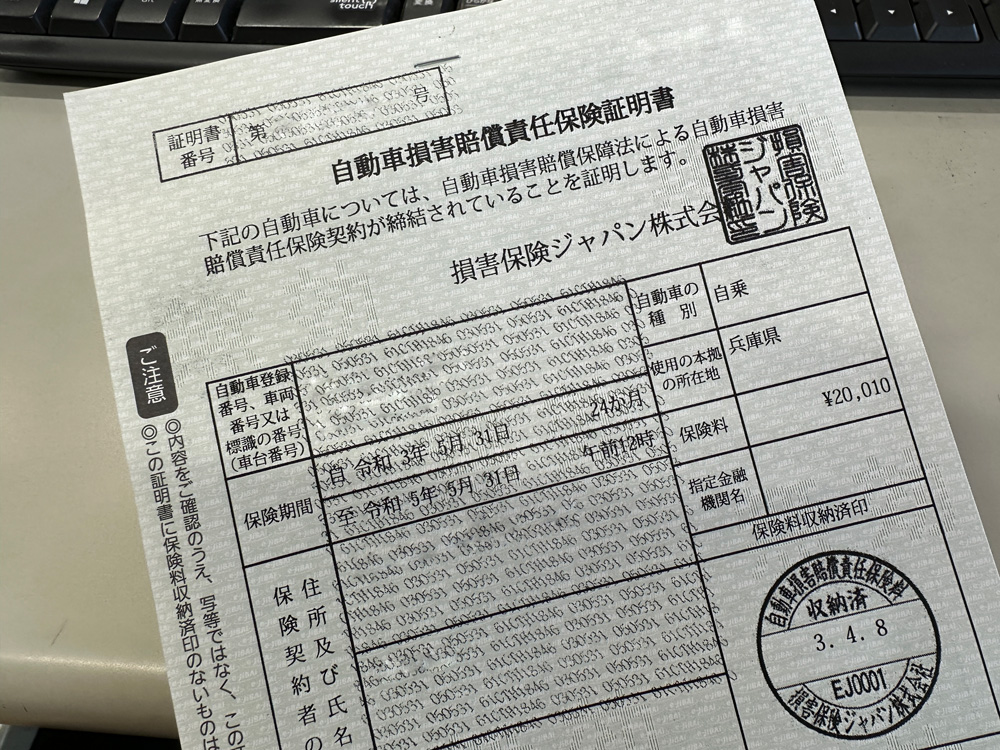 証明書
番号
第
号
自動車損害賠償責任保険証明書
下記の自動車については、自動車損害賠償保障法による自動車損害
賠償責任保険契約が締結されていることを証明します。
損害保険ジャパン株式会
損害保険
ジャパン
ご注意
◎内容をご確認のうえ、写等ではなく、この
◎この証明書に保険料収納済印のないものは
自動車登録
番号、車両
番号又は
標識の番号
(車台番号)
自動車の
種 別
自乗
使用の本拠
の所在地
兵庫県
保険期間
自 令和 3年 5月 31日
24か月
至 令和 5年 5月 31日
午前12時
保険料
¥20,010
指定金融
機関名
保険料収納済印
保険契約者の
住所及び氏名
自動車損害賠償責任保険料
収納済
3.4.8
EJ0001
損害保険ジャパン株式会社